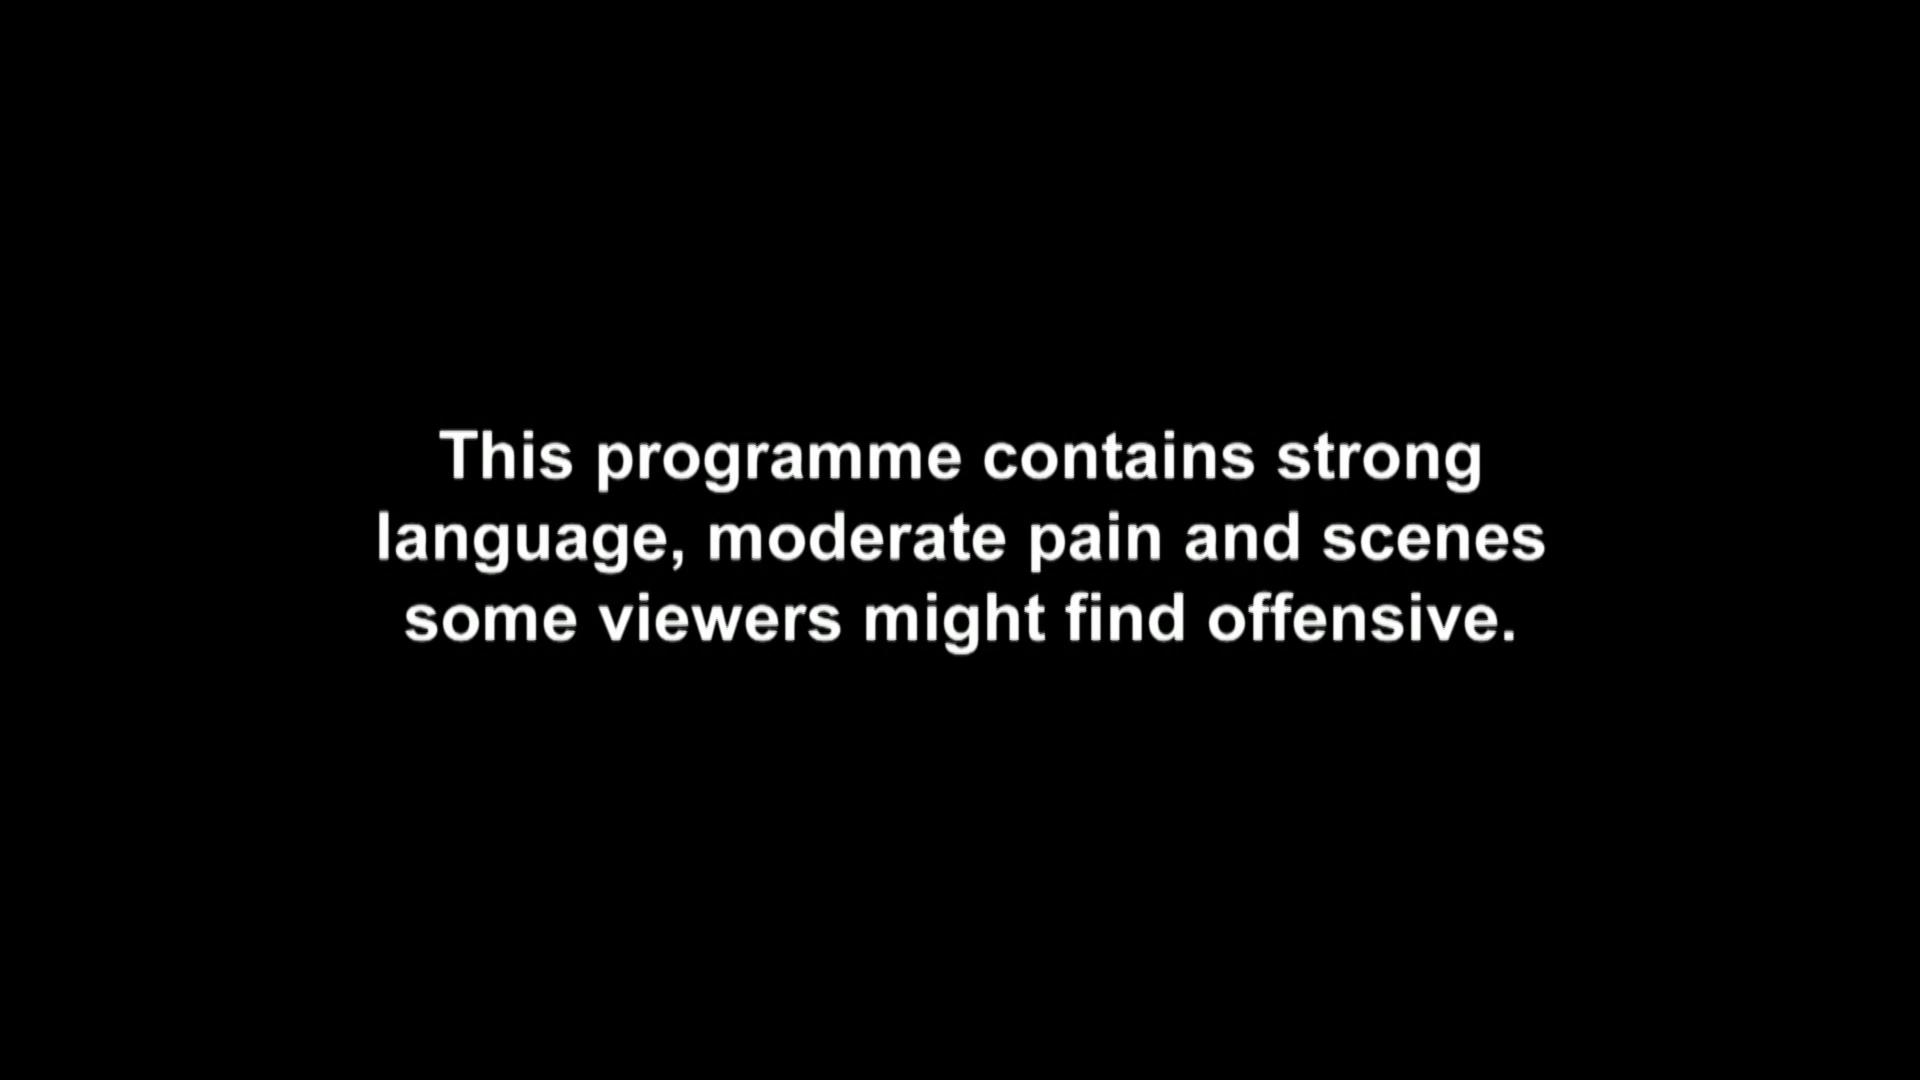 This programme contains strong
language, moderate pain and scenes
some viewers might find offensive.